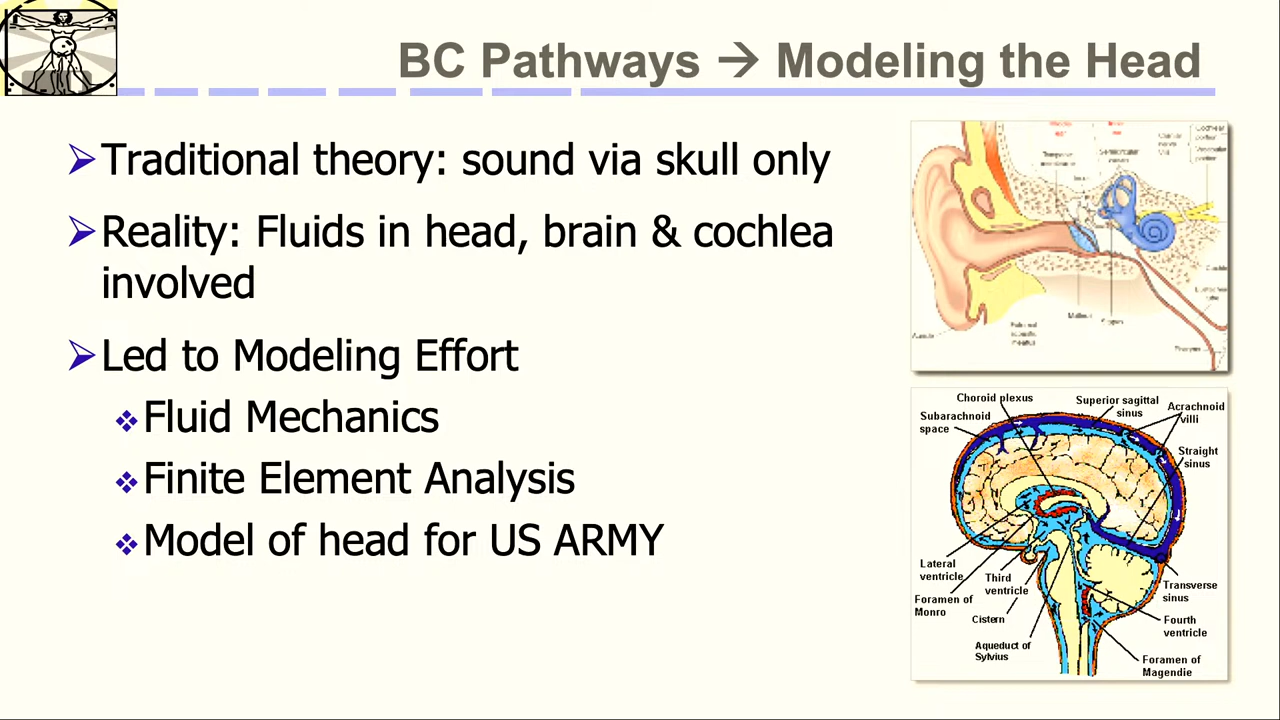 BC Pathways → Modeling the Head
➢Traditional theory: sound via skull only
➢Reality: Fluids in head, brain & cochlea
involved
➢Led to Modeling Effort
❖Fluid Mechanics
❖Finite Element Analysis
❖Model of head for US ARMY
Choroid plexus
Subarachnoid
space
Superior sagittal
sinus
Acrachnoid
villi
Straight
sinus
Lateral
ventricle
Third
ventricle
Foramen of
Monro
Cistern
Aqueduct of
Sylvius
Transverse
sinus
Fourth
ventricle
Foramen of
Magendie